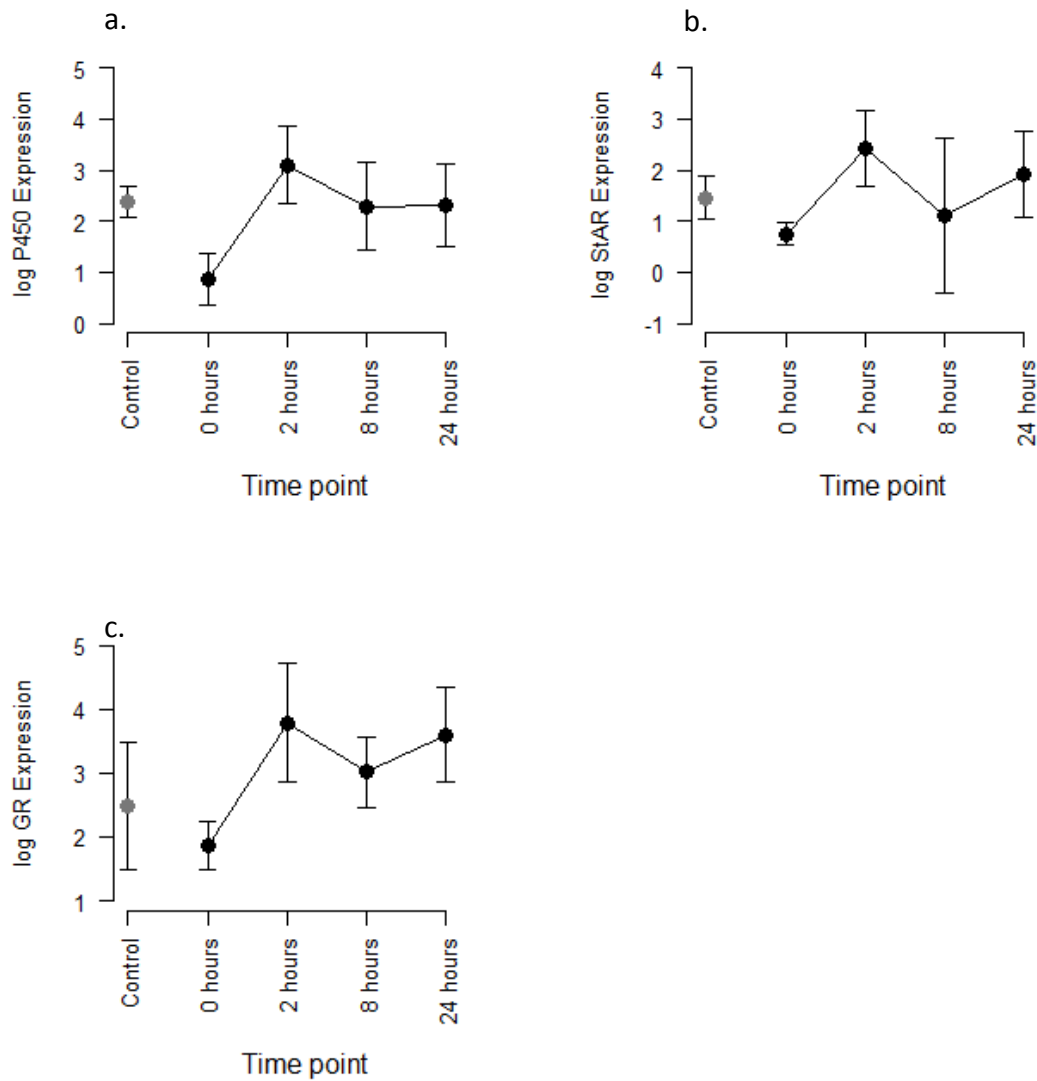 a.
log P450 Expression
5
4
3
2
1
0
Control
0 hours
2 hours
8 hours
24 hours
Time point
b.
log StAR Expression
4
3
2
1
0
-1
Control
0 hours
2 hours
8 hours
24 hours
Time point
c.
log GR Expression
5
4
3
2
1
Control
0 hours
2 hours
8 hours
24 hours
Time point